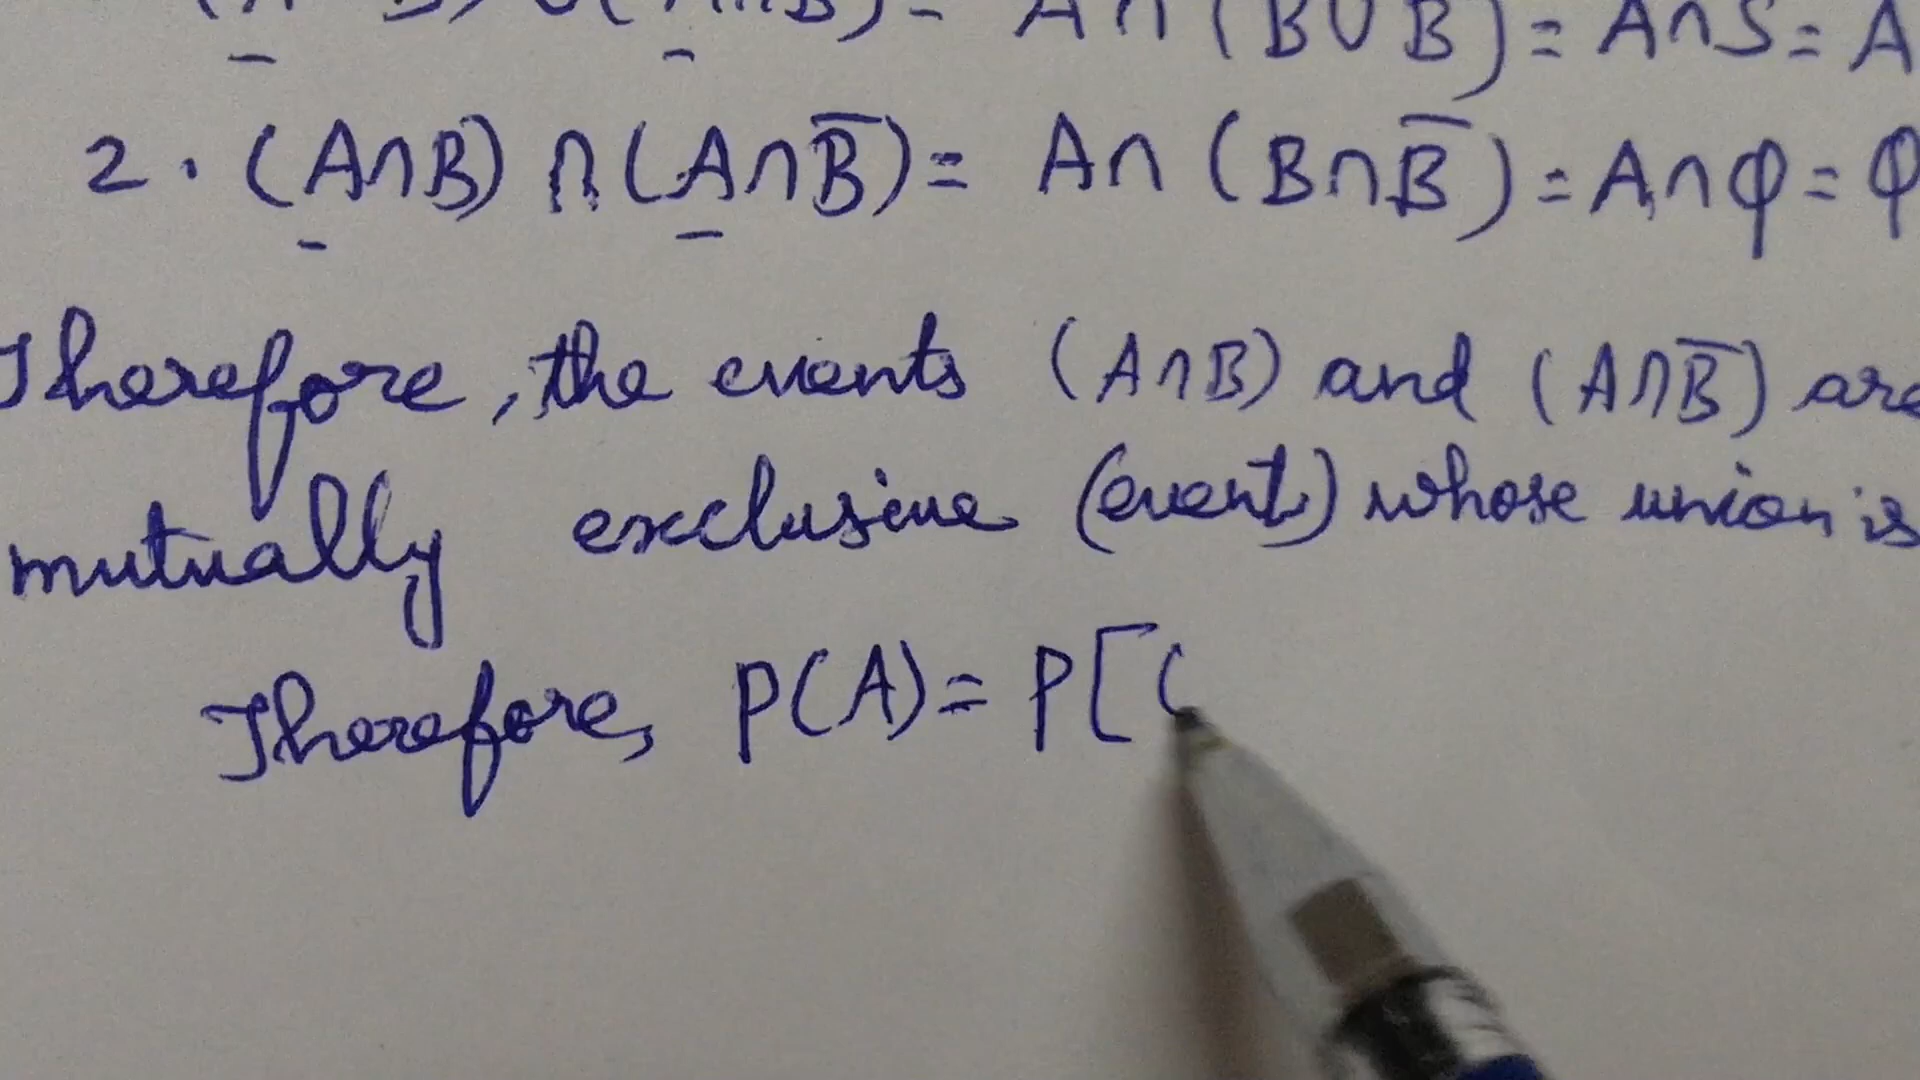 (A∩B) ∪ (A∩B̅) = A∩(B∪B̅) = A∩S = A
2. (A∩B) ∩ (A∩B̅) = A∩(B∩B̅) = A∩φ = φ
Therefore, the events (A∩B) and (A∩B̅) are
mutually exclusive (event) whose union is
Therefore, P(A) = P[(